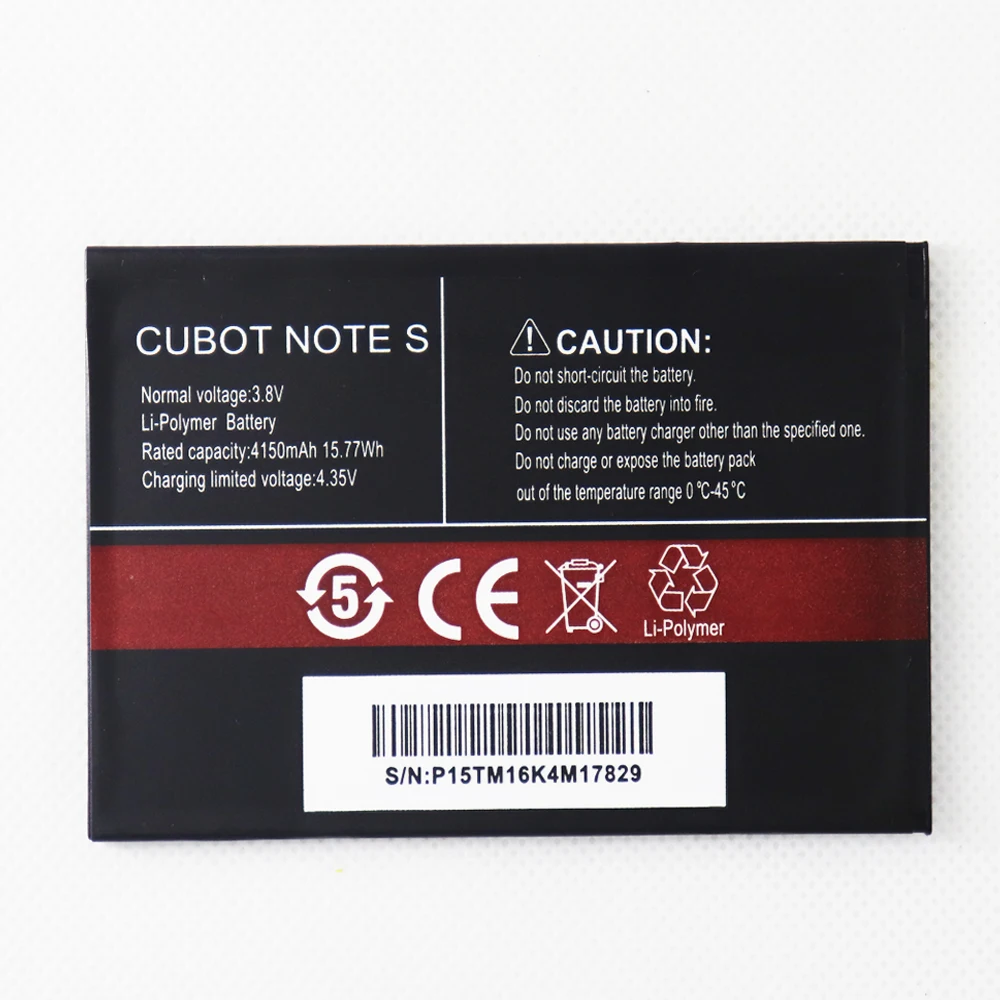 CUBOT NOTE S
Normal voltage:3.8V
Li-Polymer Battery
Rated capacity:4150mAh 15.77Wh
Charging limited voltage:4.35V
! CAUTION:
Do not short-circuit the battery.
Do not discard the battery into fire.
Do not use any battery charger other than the specified one.
Do not charge or expose the battery pack
out of the temperature range 0℃-45℃
5
CE
Li-Polymer
S/N:P15TM16K4M17829